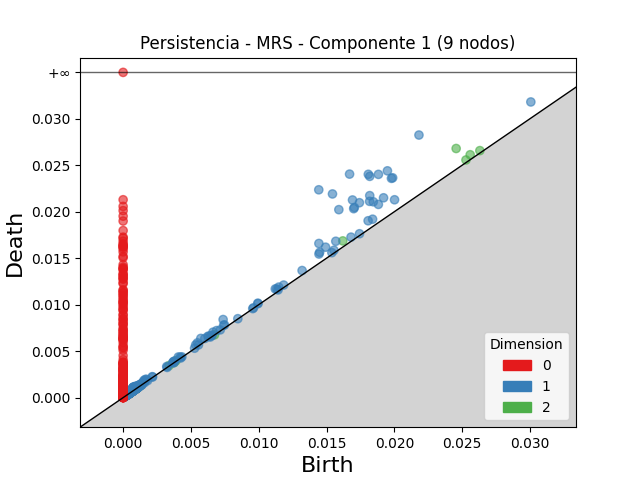 Persistencia - MRS - Componente 1 (9 nodos)
+∞
0.030
0.025
0.020
0.015
0.010
0.005
0.000
Death
Dimension
0
1
2
0.000 0.005 0.010 0.015 0.020 0.025 0.030
Birth